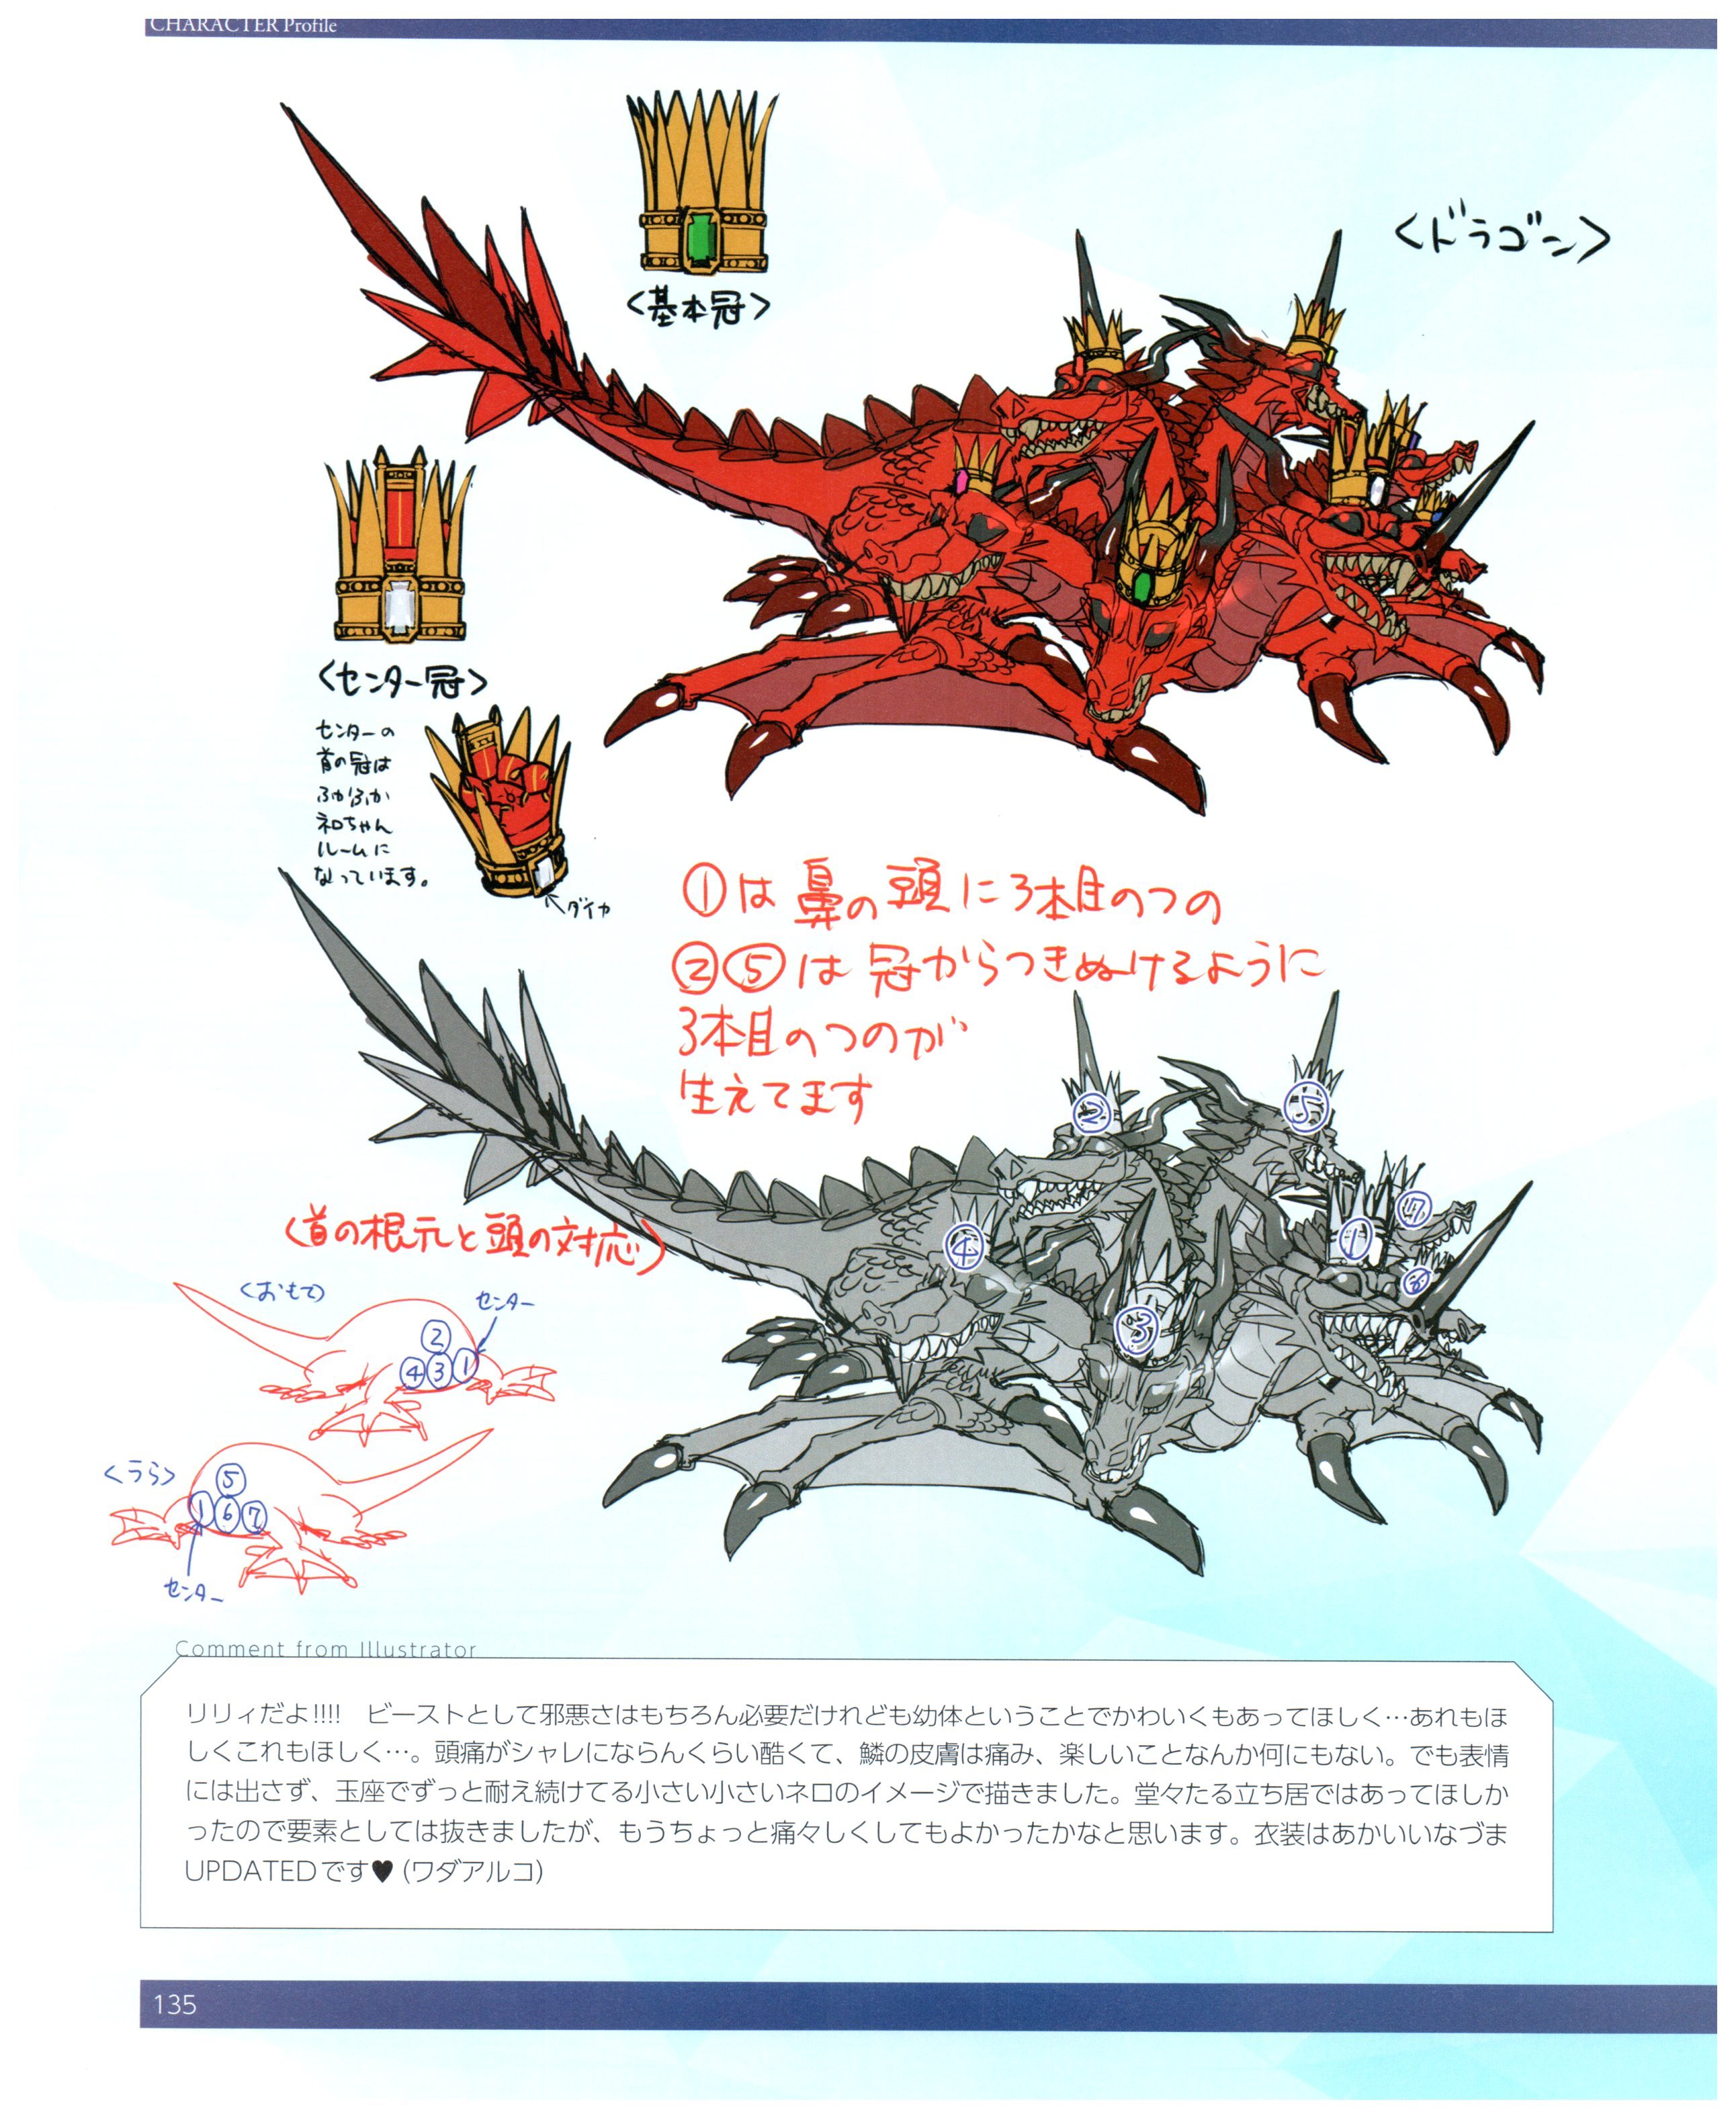 CHARACTER Profile
<ドラゴン>
<基本冠>
<センター冠>
センターの
首の冠は
ふかふか
ネロちゃん
ルームに
なっています。
ダイヤ
①は鼻の頭に3本目のつの
②⑤は冠からつきぬけるように
3本目のつのが
生えてます
②
⑤
⑦
①
④
⑥
③
<首の根元と頭の対応>
<おもて>
センター
②
④③①
<うら>
⑤
①⑥⑦
センター
Comment from Illustrator
リリィだよ!!!!　ビーストとして邪悪さはもちろん必要だけれども幼体ということでかわいくもあってほしく…あれもほ
しくこれもほしく…。頭痛がシャレにならんくらい酷くて、鱗の皮膚は痛み、楽しいことなんか何にもない。でも表情
には出さず、玉座でずっと耐え続けてる小さい小さいネロのイメージで描きました。堂々たる立ち居ではあってほしか
ったので要素としては抜きましたが、もうちょっと痛々しくしてもよかったかなと思います。衣装はあかいいなづま
UPDATEDです♥（ワダアルコ）
135